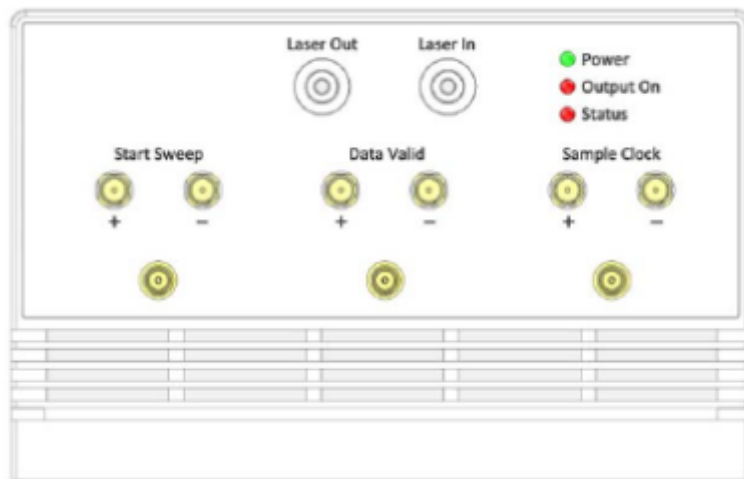 Laser Out Laser In
Power
Output On
Status
Start Sweep Data Valid Sample Clock
+ − + − + −